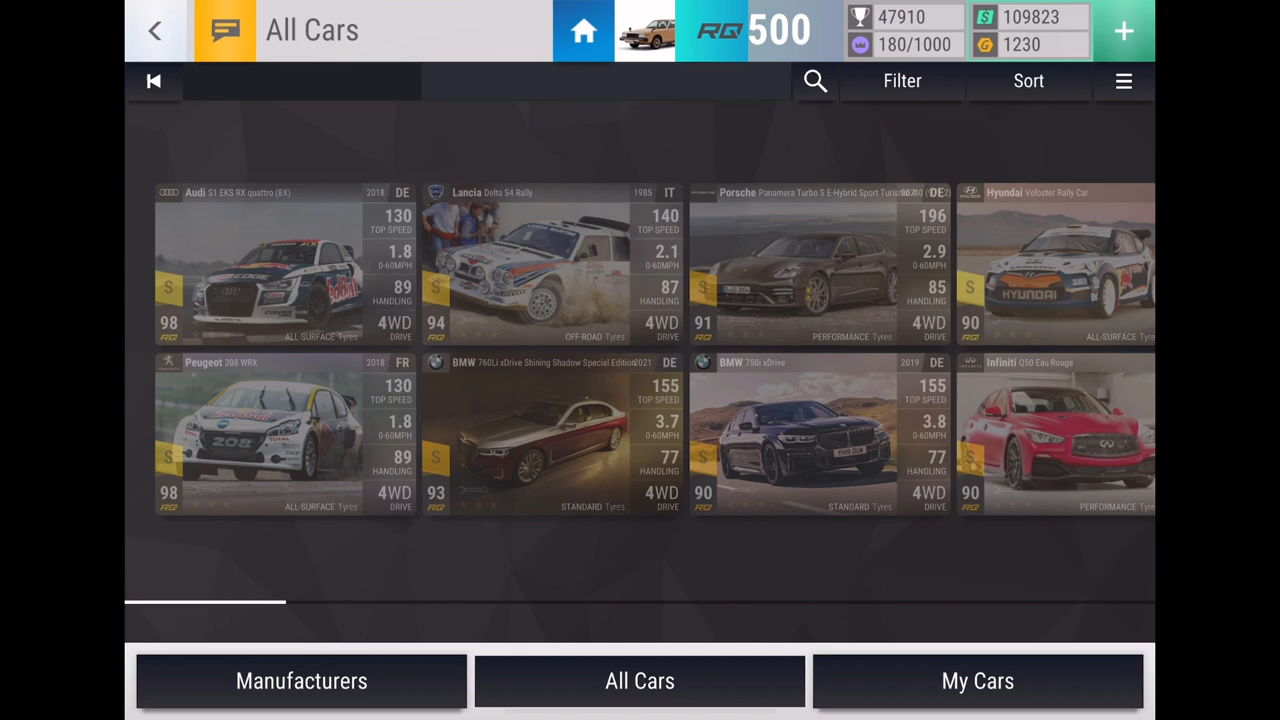 All Cars
RQ 500
47910
180/1000
109823
1230
+
Filter
Sort
Audi S1 EKS RX quattro (8X) 2018 DE
130
TOP SPEED
1.8
0-60MPH
89
HANDLING
4WD
DRIVE
S
98
RQ
ALL-SURFACE Tyres
Lancia Delta S4 Rally 1985 IT
140
TOP SPEED
2.1
0-60MPH
87
HANDLING
4WD
DRIVE
S
94
RQ
OFF-ROAD Tyres
Porsche Panamera Turbo S E-Hybrid Sport Turismo DE
196
TOP SPEED
2.9
0-60MPH
85
HANDLING
4WD
DRIVE
S
91
RQ
PERFORMANCE Tyres
Hyundai Veloster Rally Car
HYUNDAI
S
90
RQ
ALL-SURFACE Tyre
Peugeot 208 WRX 2018 FR
130
TOP SPEED
1.8
0-60MPH
89
HANDLING
4WD
DRIVE
208
S
98
RQ
ALL-SURFACE Tyres
BMW 760Li xDrive Shining Shadow Special Edition 2021 DE
155
TOP SPEED
3.7
0-60MPH
77
HANDLING
4WD
DRIVE
S
93
RQ
STANDARD Tyres
BMW 750i xDrive 2019 DE
155
TOP SPEED
3.8
0-60MPH
77
HANDLING
4WD
DRIVE
S
90
RQ
STANDARD Tyres
Infiniti Q50 Eau Rouge
S
90
RQ
PERFORMANCE Tyre
Manufacturers
All Cars
My Cars